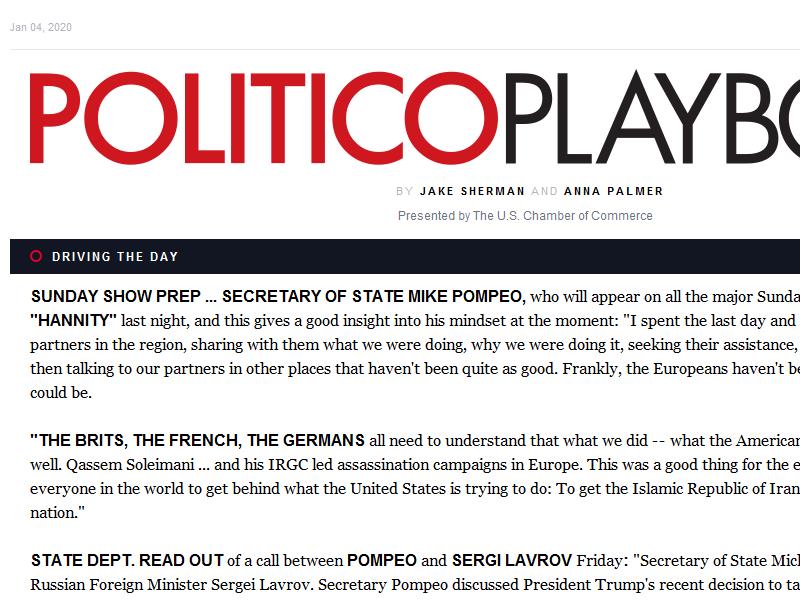 Jan 04, 2020
POLITICOPLAYBO
BY JAKE SHERMAN AND ANNA PALMER
Presented by The U.S. Chamber of Commerce
DRIVING THE DAY
SUNDAY SHOW PREP ... SECRETARY OF STATE MIKE POMPEO, who will appear on all the major Sunda
"HANNITY" last night, and this gives a good insight into his mindset at the moment: "I spent the last day and
partners in the region, sharing with them what we were doing, why we were doing it, seeking their assistance,
then talking to our partners in other places that haven't been quite as good. Frankly, the Europeans haven't be
could be.
"THE BRITS, THE FRENCH, THE GERMANS all need to understand that what we did -- what the American
well. Qassem Soleimani ... and his IRGC led assassination campaigns in Europe. This was a good thing for the e
everyone in the world to get behind what the United States is trying to do: To get the Islamic Republic of Iran
nation."
STATE DEPT. READ OUT of a call between POMPEO and SERGI LAVROV Friday: "Secretary of State Mich
Russian Foreign Minister Sergei Lavrov. Secretary Pompeo discussed President Trump's recent decision to ta